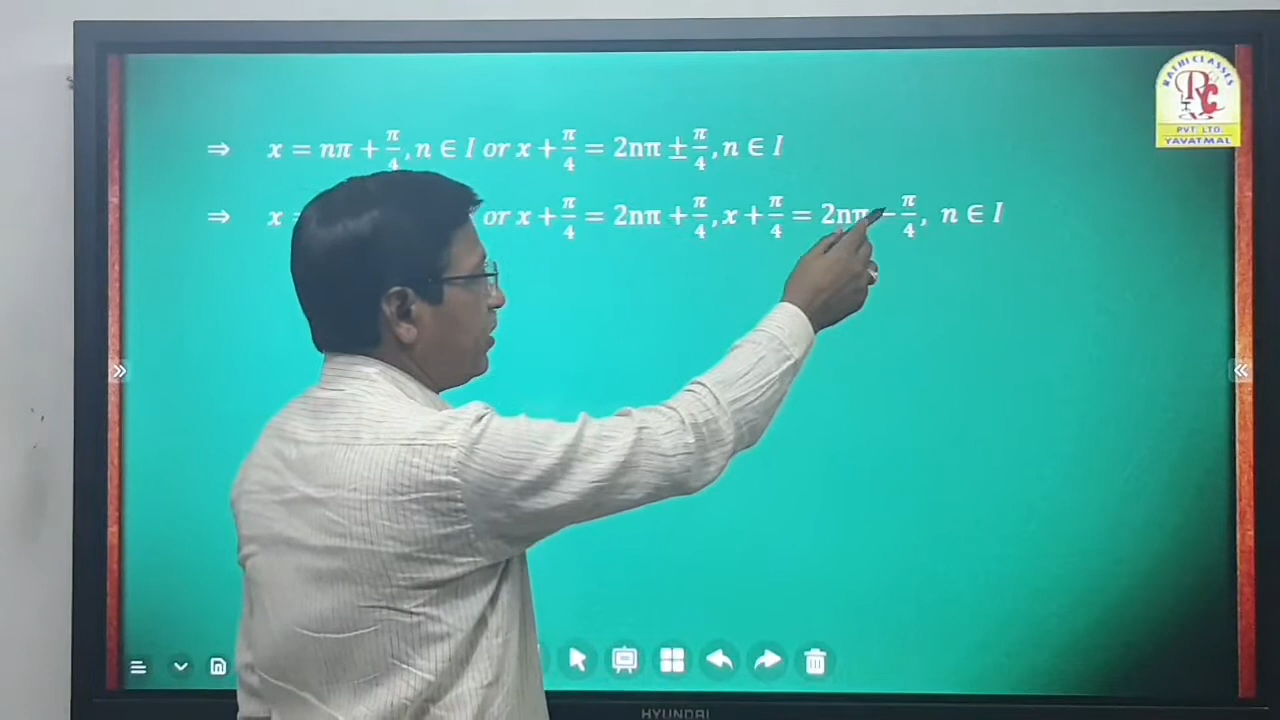 ⇒ x = nπ + π/4, n ∈ I or x + π/4 = 2nπ ± π/4, n ∈ I
⇒ x = or x + π/4 = 2nπ + π/4, x + π/4 = 2nπ − π/4, n ∈ I
RATHI CLASSES
RC
PVT. LTD.
YAVATMAL
HYUNDAI